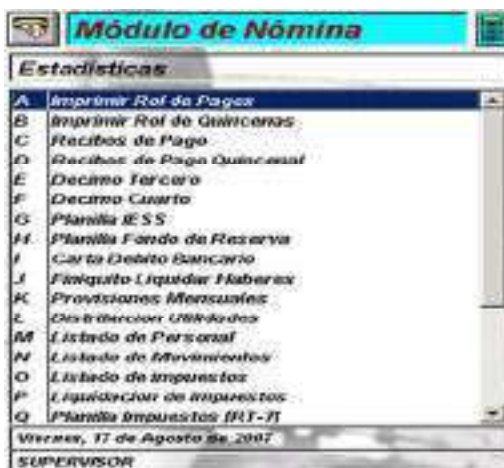 Módulo de Nómina
Estadísticas
A Imprimir Rol de Pagos
B Imprimir Rol de Quincenas
C Recibos de Pago
D Recibos de Pago Quincenal
E Decimo Tercero
F Decimo Cuarto
G Planilla IESS
H Planilla Fondo de Reserva
I Carta Debito Bancario
J Finiquito Liquidar Haberes
K Provisiones Mensuales
L Distribucion Utilidades
M Listado de Personal
N Listado de Movimientos
O Listado de Impuestos
P Liquidacion de Impuestos
Q Planilla Impuestos
Viernes, 17 de Agosto de 2007
SUPERVISOR